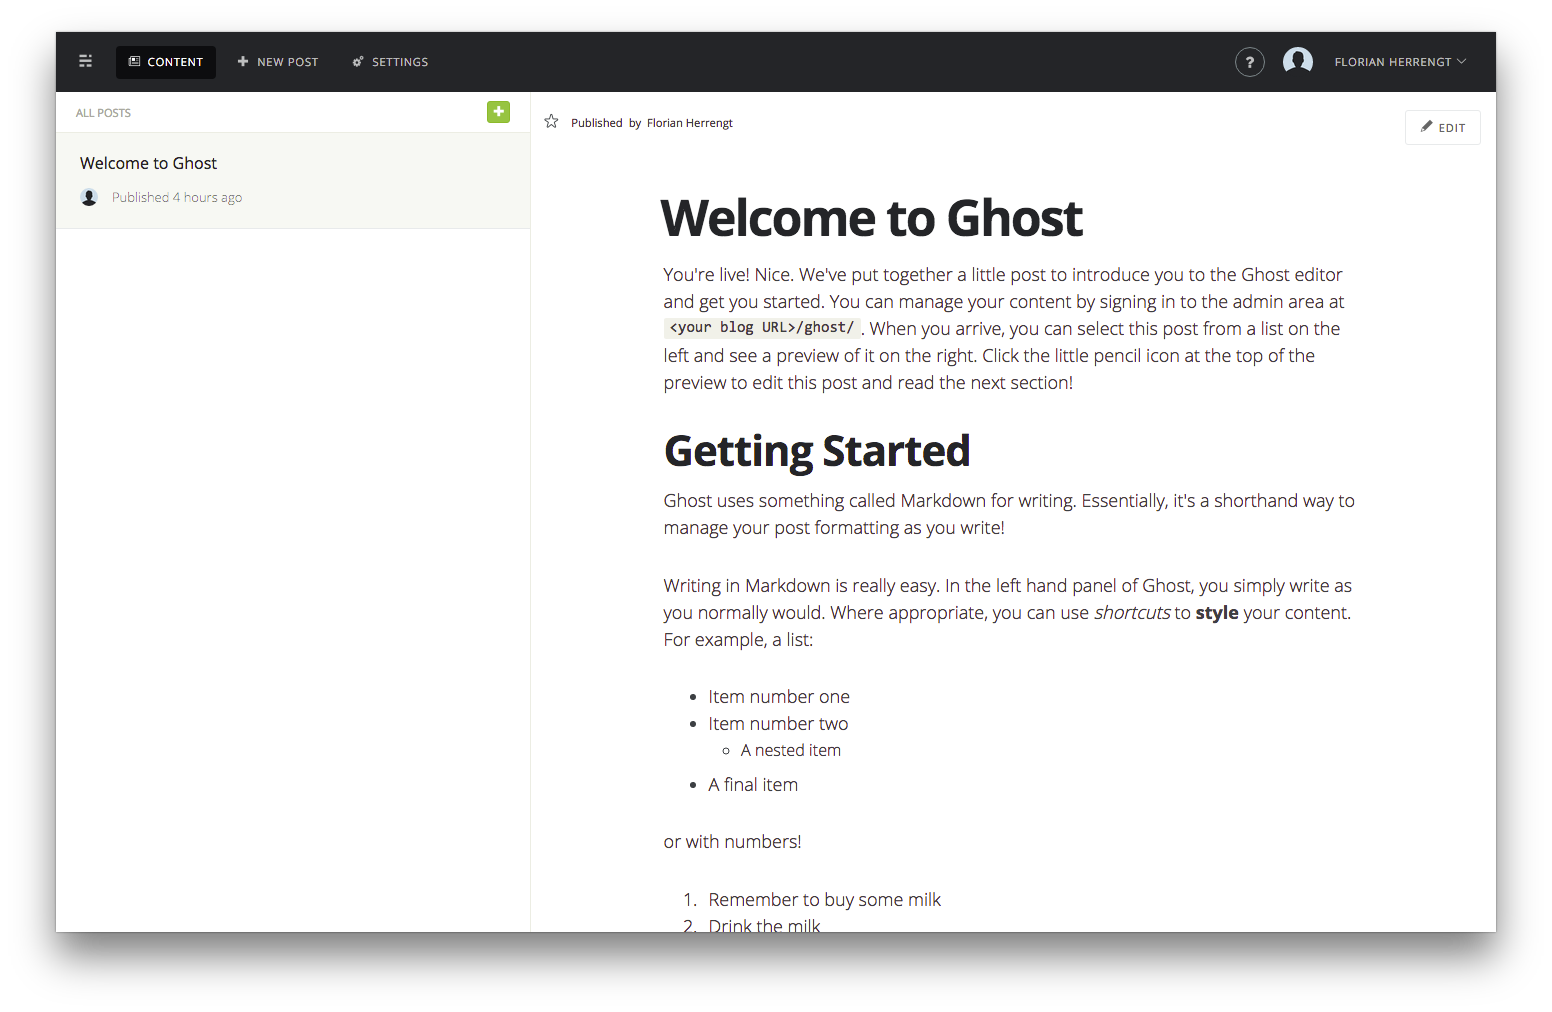 CONTENT
NEW POST
SETTINGS
?
FLORIAN HERRENGT
ALL POSTS
Welcome to Ghost
Published 4 hours ago
Published by Florian Herrengt
EDIT
Welcome to Ghost
You're live! Nice. We've put together a little post to introduce you to the Ghost editor
and get you started. You can manage your content by signing in to the admin area at
<your blog URL>/ghost/. When you arrive, you can select this post from a list on the
left and see a preview of it on the right. Click the little pencil icon at the top of the
preview to edit this post and read the next section!
Getting Started
Ghost uses something called Markdown for writing. Essentially, it's a shorthand way to
manage your post formatting as you write!
Writing in Markdown is really easy. In the left hand panel of Ghost, you simply write as
you normally would. Where appropriate, you can use shortcuts to style your content.
For example, a list:
• Item number one
• Item number two
◦ A nested item
• A final item
or with numbers!
1. Remember to buy some milk
2. Drink the milk